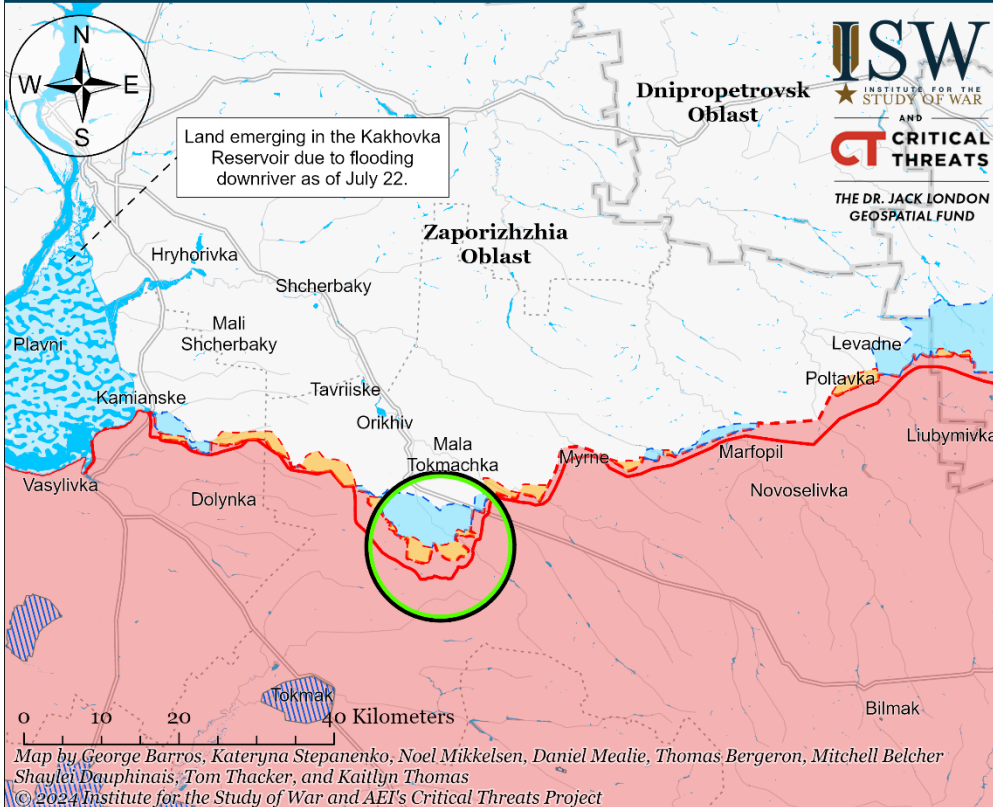 N
W E
S
ISW
INSTITUTE FOR THE
STUDY OF WAR
AND
CT CRITICAL
THREATS
THE DR. JACK LONDON
GEOSPATIAL FUND
Dnipropetrovsk
Oblast
Land emerging in the Kakhovka
Reservoir due to flooding
downriver as of July 22.
Zaporizhzhia
Oblast
Hryhorivka
Shcherbaky
Mali
Shcherbaky
Plavni
Levadne
Poltavka
Tavriiske
Kamianske
Orikhiv
Liubymivka
Mala
Tokmachka
Myrne
Marfopil
Vasylivka
Dolynka
Novoselivka
Tokmak
Bilmak
0 10 20 40 Kilometers
Map by George Barros, Kateryna Stepanenko, Noel Mikkelsen, Daniel Mealie, Thomas Bergeron, Mitchell Belcher
Shaylei Dauphinais, Tom Thacker, and Kaitlyn Thomas
© 2024 Institute for the Study of War and AEI's Critical Threats Project